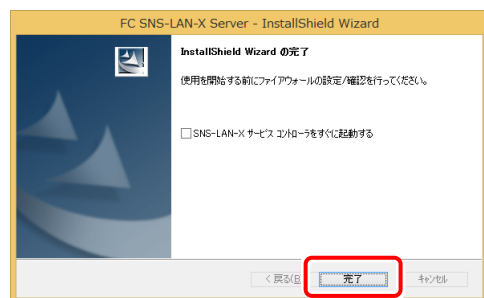 FC SNS-LAN-X Server - InstallShield Wizard
InstallShield Wizard の完了
使用を開始する前にファイアウォールの設定/確認を行ってください。
SNS-LAN-X サービス コントローラをすぐに起動する
< 戻る(B
完了
キャンセル